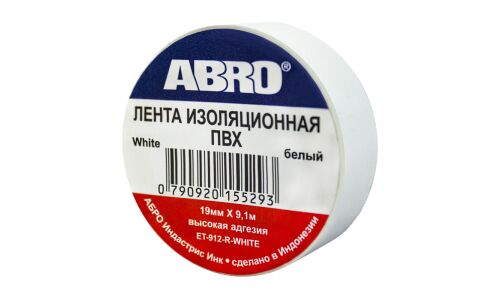 ABRO®
ЛЕНТА ИЗОЛЯЦИОННАЯ
ПВХ
White белый
0 790920 155293
19мм X 9,1м
высокая адгезия
ET-912-R-WHITE
АБРО Индастрис Инк • сделано в Индонезии